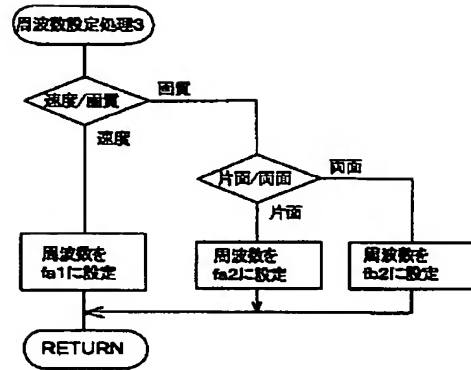 周波数設定処理3
速度/画質
画質
速度
片面/両面
両面
片面
周波数を
fa1に設定
周波数を
fa2に設定
周波数を
fb2に設定
RETURN